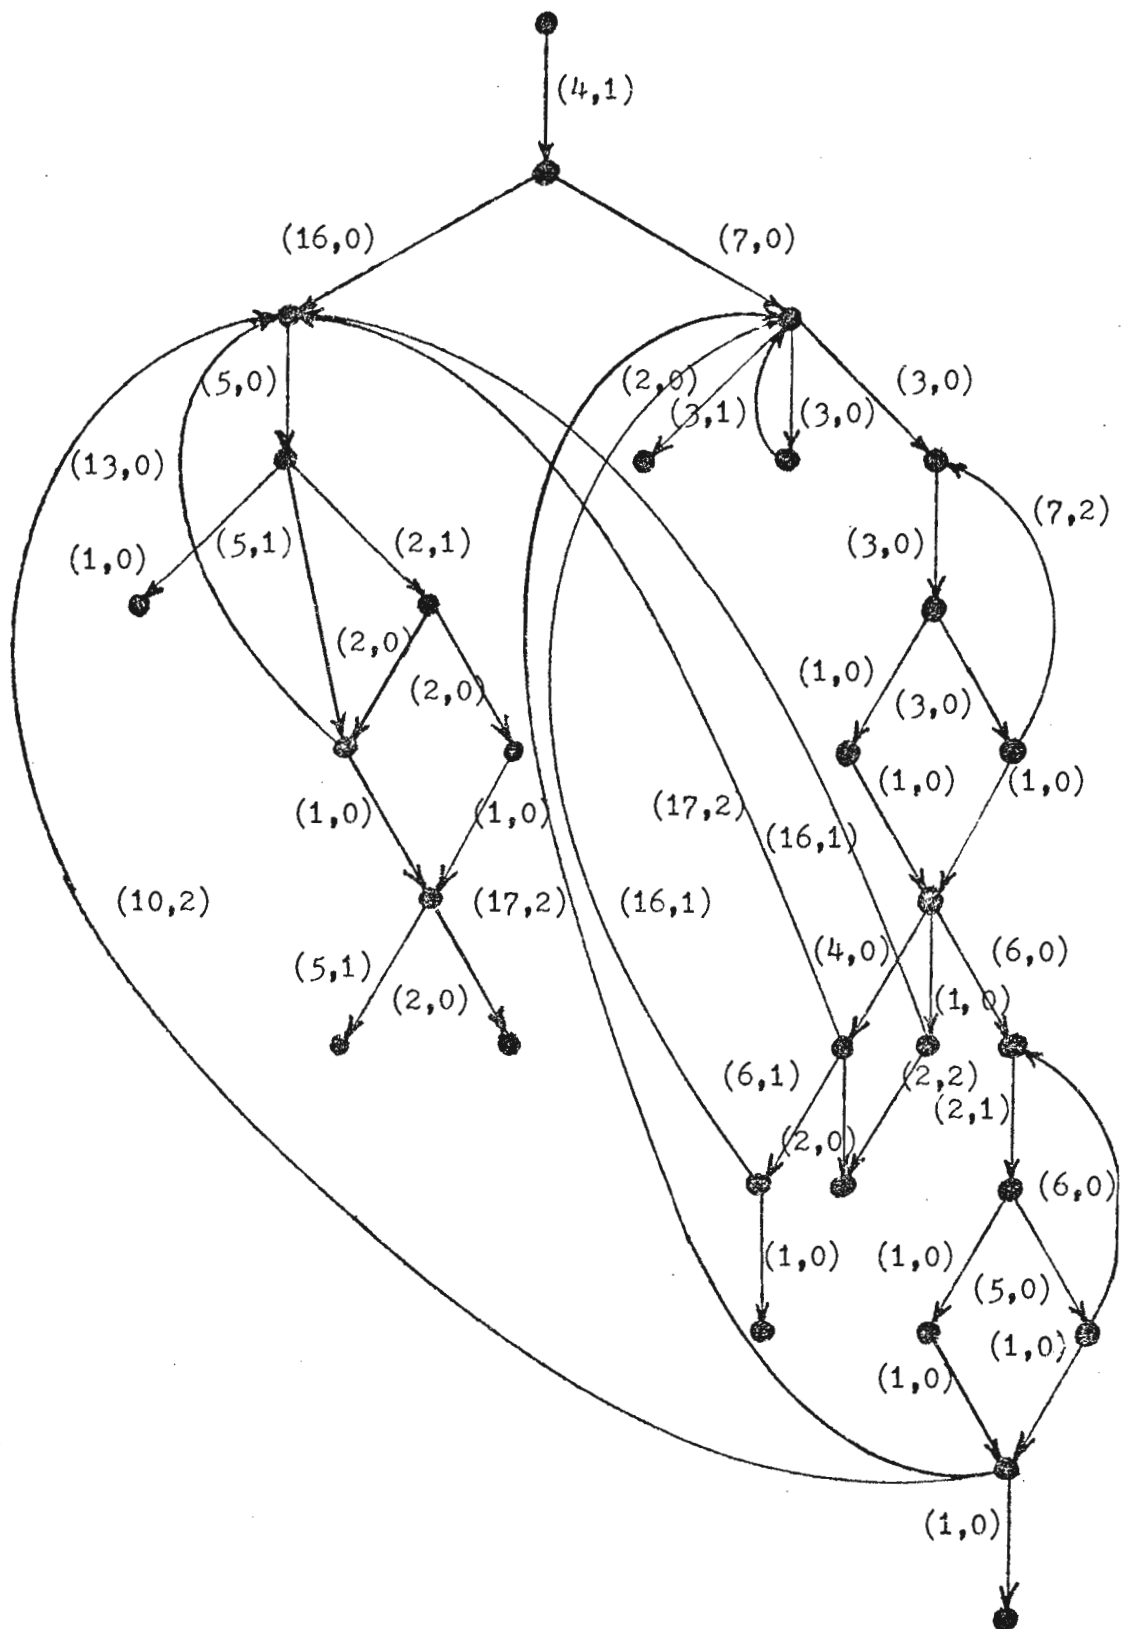 (4,1)
(16,0) (7,0)
(5,0) (2,0) (3,0)
(3,1) (3,0)
(13,0) (7,2)
(1,0) (5,1) (2,1) (3,0)
(2,0) (1,0)
(2,0) (3,0)
(1,0) (1,0)
(1,0) (1,0) (17,2) (16,1)
(10,2) (17,2) (16,1)
(5,1) (2,0) (4,0) (6,0)
(1,0)
(6,1) (2,2)
(2,1)
(2,0)
(6,0)
(1,0) (1,0) (5,0)
(1,0)
(1,0)
(1,0)